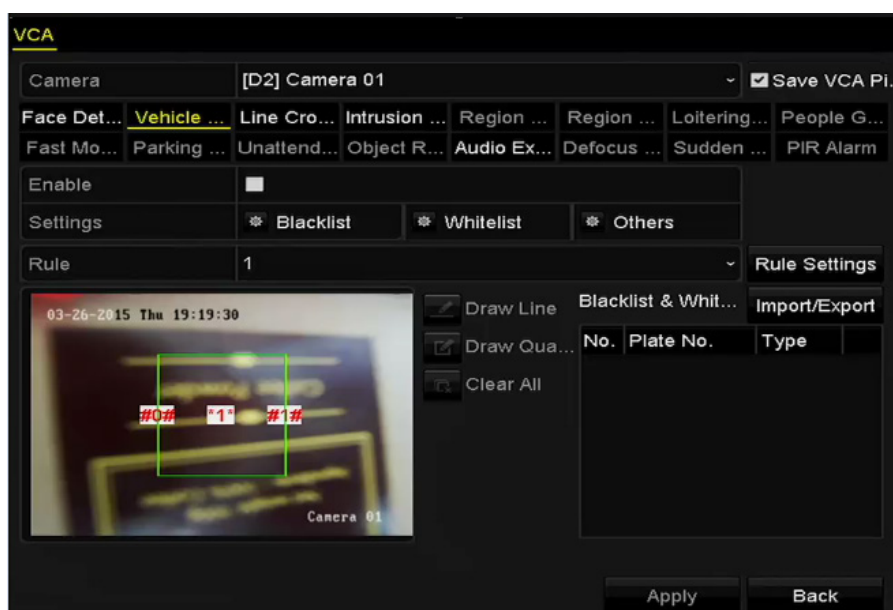 VCA
Camera [D2] Camera 01 Save VCA Pi.
Face Det... Vehicle ... Line Cro... Intrusion ... Region ... Region ... Loitering... People G...
Fast Mo... Parking ... Unattend... Object R... Audio Ex... Defocus ... Sudden ... PIR Alarm
Enable
Settings Blacklist Whitelist Others
Rule 1 Rule Settings
03-26-2015 Thu 19:19:30
#0# *1* #1#
Camera 01
Draw Line
Draw Qua...
Clear All
Blacklist & Whit... Import/Export
No. Plate No. Type
Apply Back